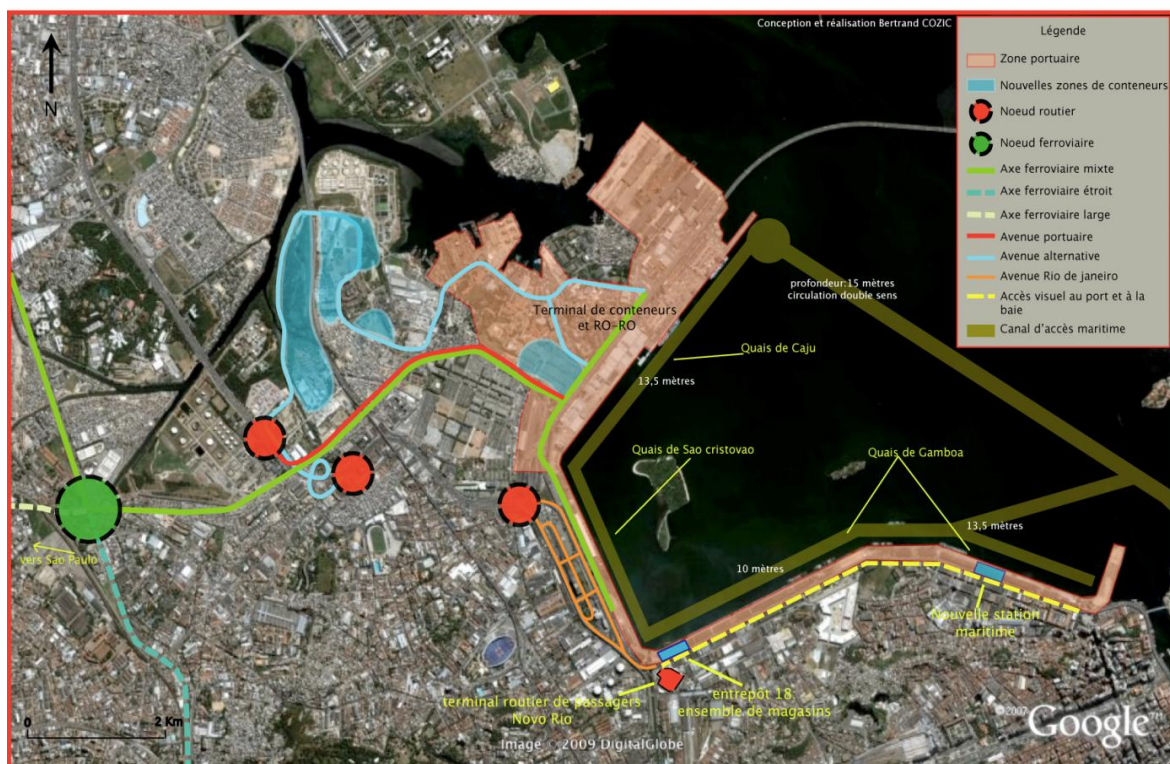 Conception et réalisation Bertrand COZIC
Légende
Zone portuaire
Nouvelles zones de conteneurs
Noeud routier
Noeud ferroviaire
Axe ferroviaire mixte
Axe ferroviaire étroit
Axe ferroviaire large
Avenue portuaire
Avenue alternative
Avenue Rio de janeiro
Accès visuel au port et à la
baie
Canal d'accès maritime
N
profondeur:15 mètres
circulation double sens
Terminal de conteneurs
et RO-RO
Quais de Caju
13,5 mètres
Quais de Sao cristovao
Quais de Gamboa
13,5 mètres
10 mètres
vers Sao Paulo
Nouvelle station
maritime
terminal routier de passagers
Novo Rio
entrepôt 18
ensemble de magasins
0
2 Km
Image © 2009 DigitalGlobe
©2007 Google™